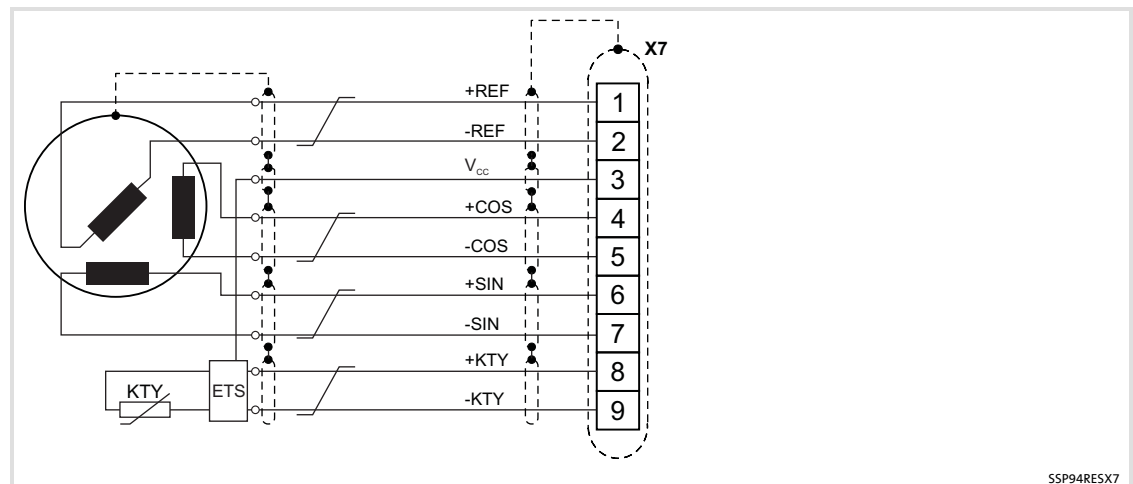 X7
+REF
1
-REF
2
Vcc
3
+COS
4
-COS
5
+SIN
6
-SIN
7
+KTY
8
KTY
ETS
-KTY
9
SSP94RESX7